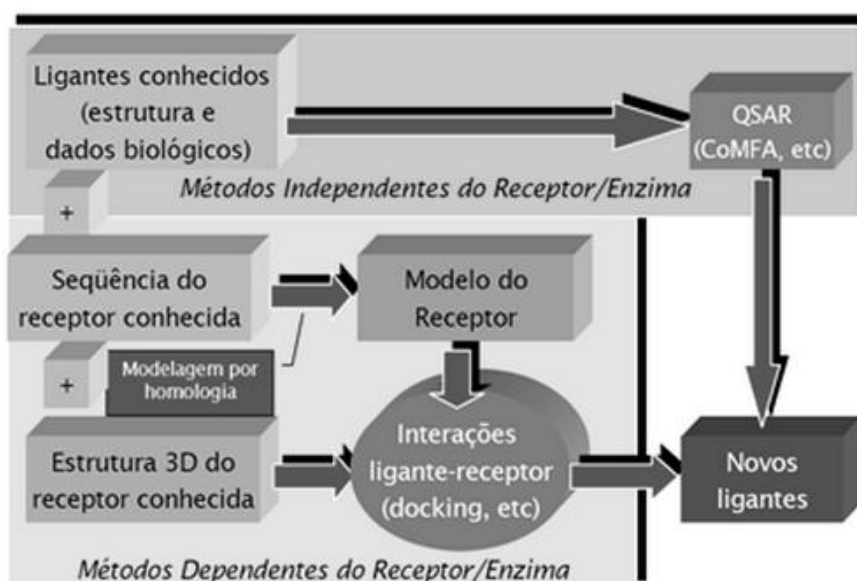 Ligantes conhecidos
(estrutura e
dados biológicos)
QSAR
(CoMFA, etc)
Métodos Independentes do Receptor/Enzima
+
Seqüência do
receptor conhecida
Modelo do
Receptor
Modelagem por
homologia
+
Estrutura 3D do
receptor conhecida
Interações
ligante-receptor
(docking, etc)
Novos
ligantes
Métodos Dependentes do Receptor/Enzima